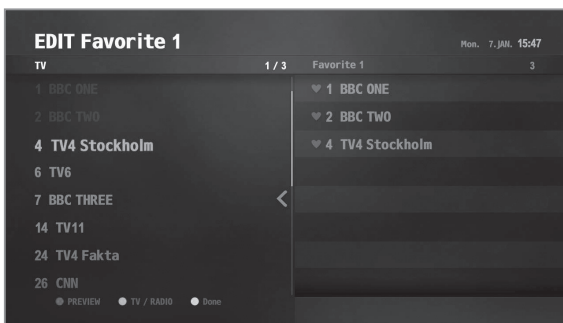 EDIT Favorite 1
Mon. 7.JAN. 15:47
TV 1 / 3
Favorite 1 3
1 BBC ONE
2 BBC TWO
4 TV4 Stockholm
6 TV6
7 BBC THREE
14 TV11
24 TV4 Fakta
26 CNN
PREVIEW TV / RADIO Done
1 BBC ONE
2 BBC TWO
4 TV4 Stockholm